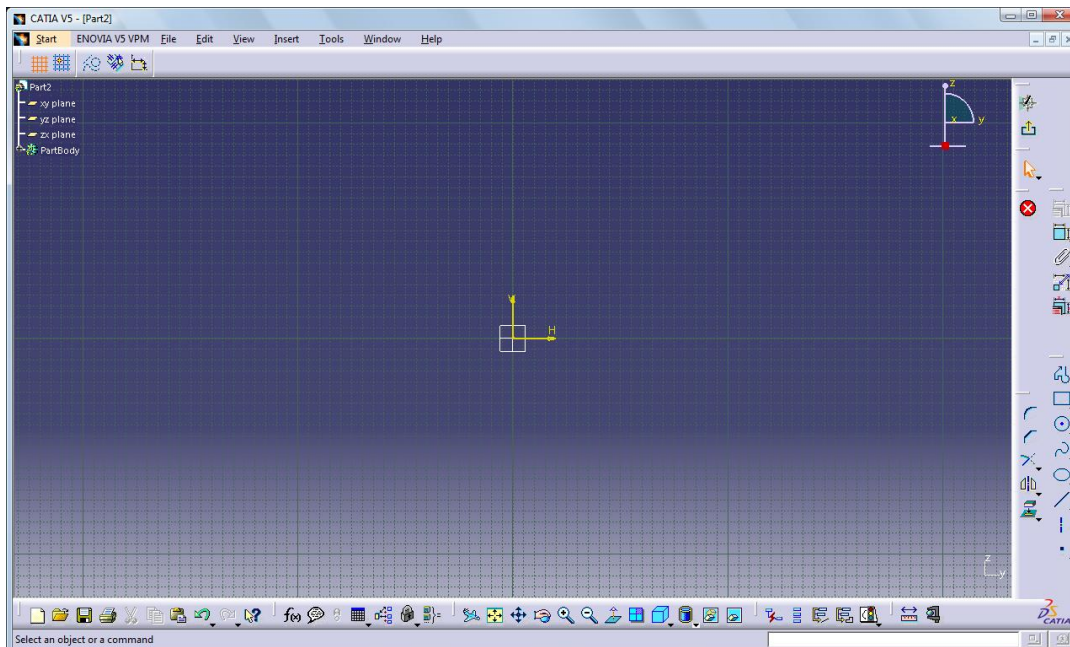 CATIA V5 - [Part2]
Start ENOVIA V5 VPM File Edit View Insert Tools Window Help
Part2
xy plane
yz plane
zx plane
PartBody
z
x y
V
H
z
y
f(x)
CATIA
Select an object or a command